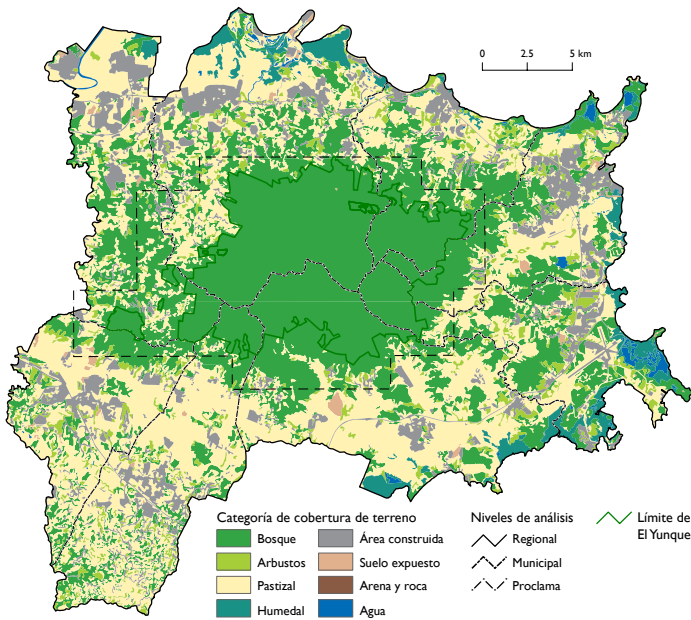 0 2 5 km
Categoría de cobertura de terreno
Bosque
Arbustos
Pastizal
Humedal
Área construida
Suelo expuesto
Arena y roca
Agua
Niveles de análisis
Regional
Municipal
Proclama
Límite de
El Yunque